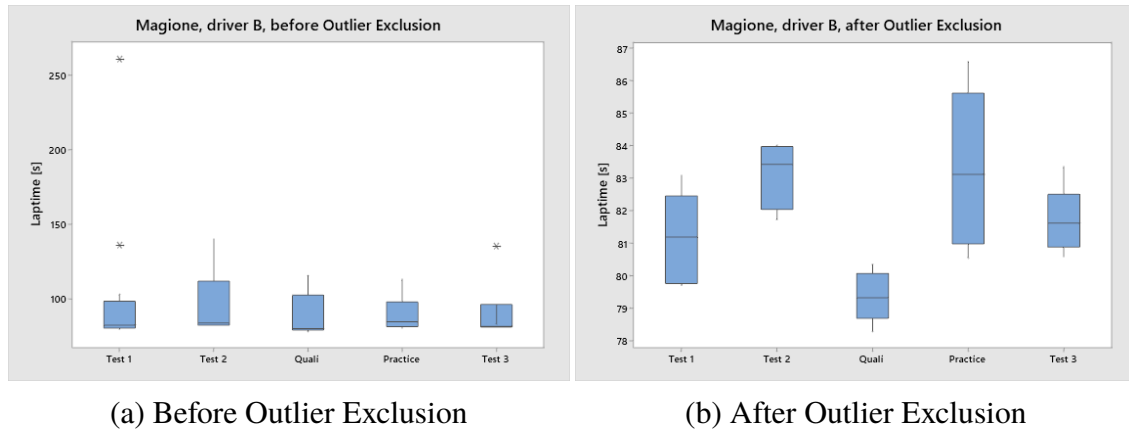 Magione, driver B, before Outlier Exclusion
Laptime [s]
250
200
150
100
Test 1 Test 2 Quali Practice Test 3
(a) Before Outlier Exclusion
Magione, driver B, after Outlier Exclusion
Laptime [s]
87
86
85
84
83
82
81
80
79
78
Test 1 Test 2 Quali Practice Test 3
(b) After Outlier Exclusion